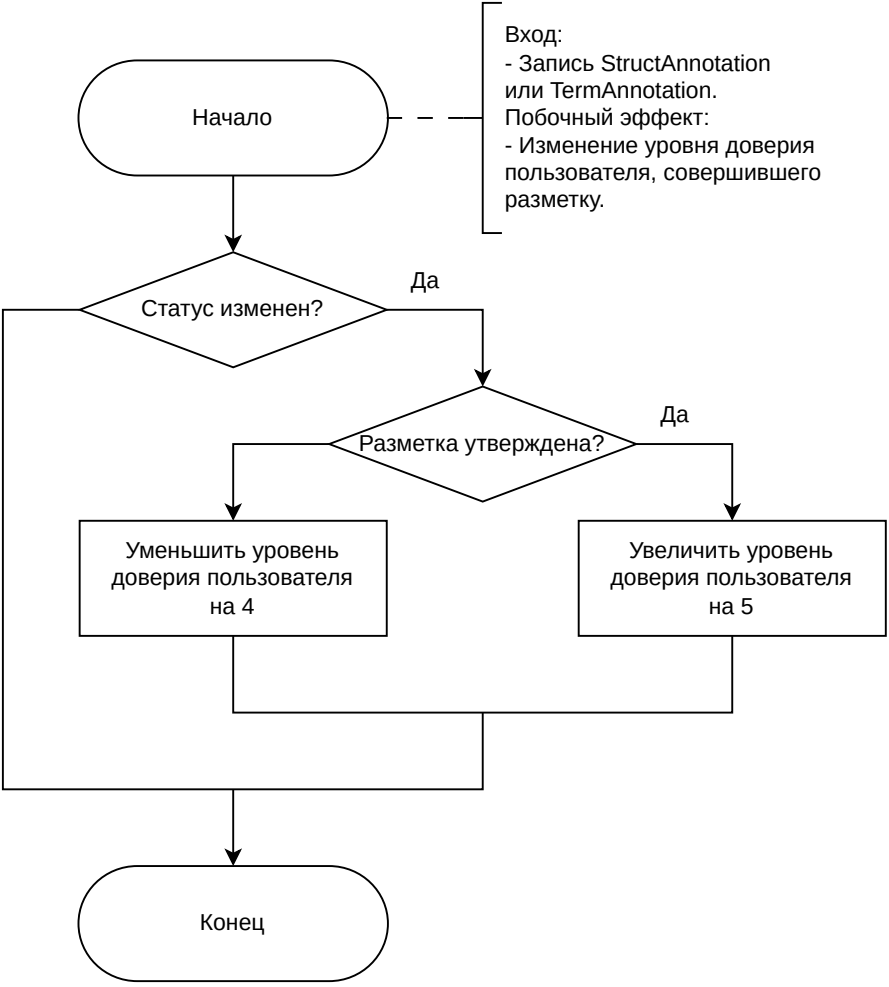 Вход:
- Запись StructAnnotation
или TermAnnotation.
Побочный эффект:
- Изменение уровня доверия
пользователя, совершившего
разметку.
Начало
Да
Статус изменен?
Да
Разметка утверждена?
Уменьшить уровень
доверия пользователя
на 4
Увеличить уровень
доверия пользователя
на 5
Конец